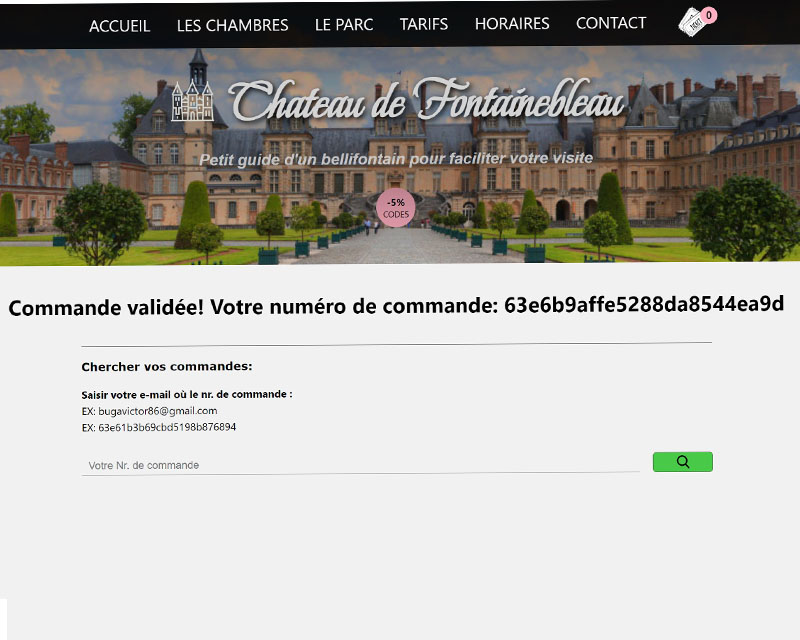 ACCUEIL LES CHAMBRES LE PARC TARIFS HORAIRES CONTACT 0
Chateau de Fontainebleau
Petit guide d'un bellifontain pour faciliter votre visite
-5%
CODES
Commande validée! Votre numéro de commande: 63e6b9affe5288da8544ea9d
Chercher vos commandes:
Saisir votre e-mail où le nr. de commande :
EX: bugavictor86@gmail.com
EX: 63e61b3b69cbd5198b876894
Votre Nr. de commande